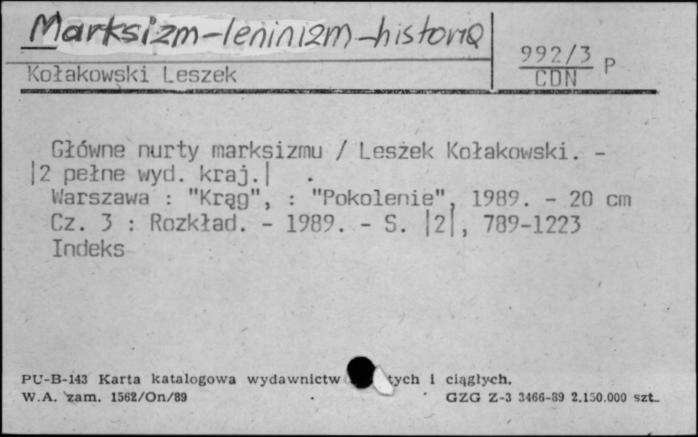 Marksizm-leninizm-historia
992/3 P
CDN
Kołakowski Leszek
Główne nurty marksizmu / Leszek Kołakowski. -
|2 pełne wyd. kraj.| .
Warszawa : "Krąg", : "Pokolenie", 1989. - 20 cm
Cz. 3 : Rozkład. - 1989. - S. |2|, 789-1223
Indeks
PU-B-143 Karta katalogowa wydawnictw i ciągłych.
W.A. zam. 1562/On/89
GZG Z-3 3466-89 2.150.000 szt.